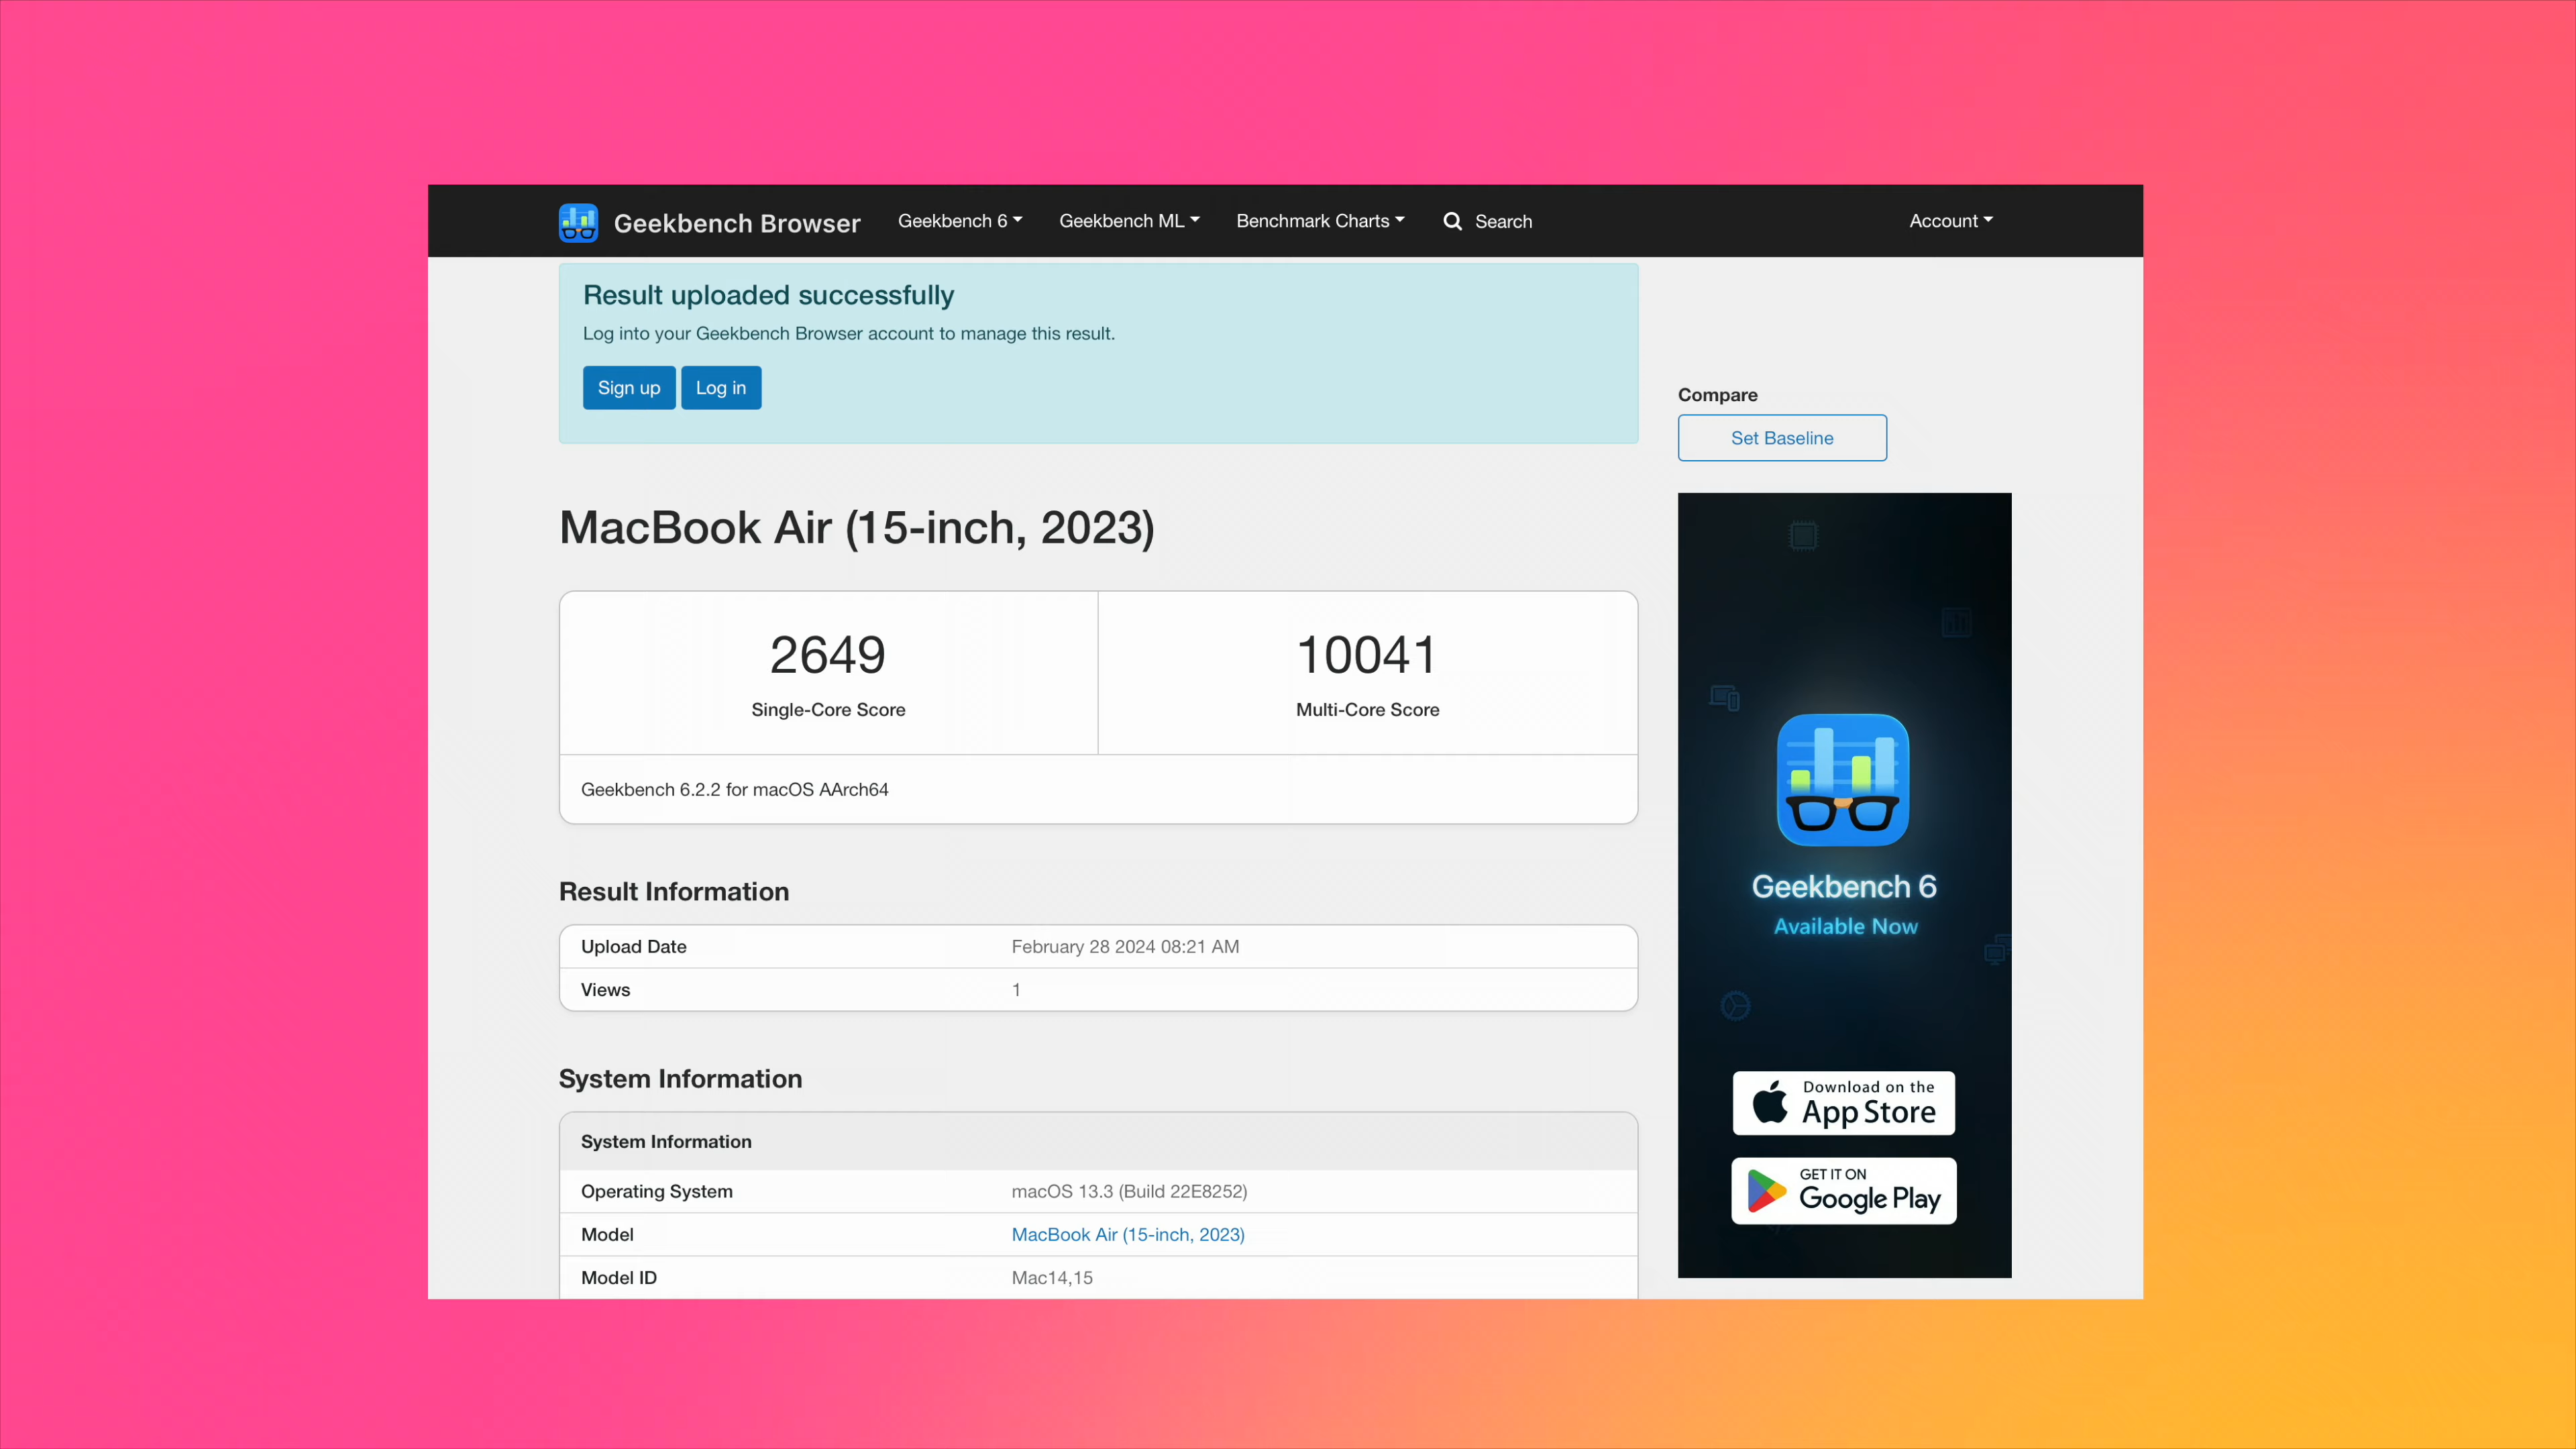 Geekbench Browser Geekbench 6 Geekbench ML Benchmark Charts Search Account
Result uploaded successfully
Log into your Geekbench Browser account to manage this result.
Sign up Log in
Compare
Set Baseline
MacBook Air (15-inch, 2023)
2649 10041
Single-Core Score Multi-Core Score
Geekbench 6.2.2 for macOS AArch64
Result Information
Upload Date February 28 2024 08:21 AM
Views 1
System Information
System Information
Operating System macOS 13.3 (Build 22E8252)
Model MacBook Air (15-inch, 2023)
Model ID Mac14,15
Geekbench 6
Available Now
Download on the
App Store
GET IT ON
Google Play